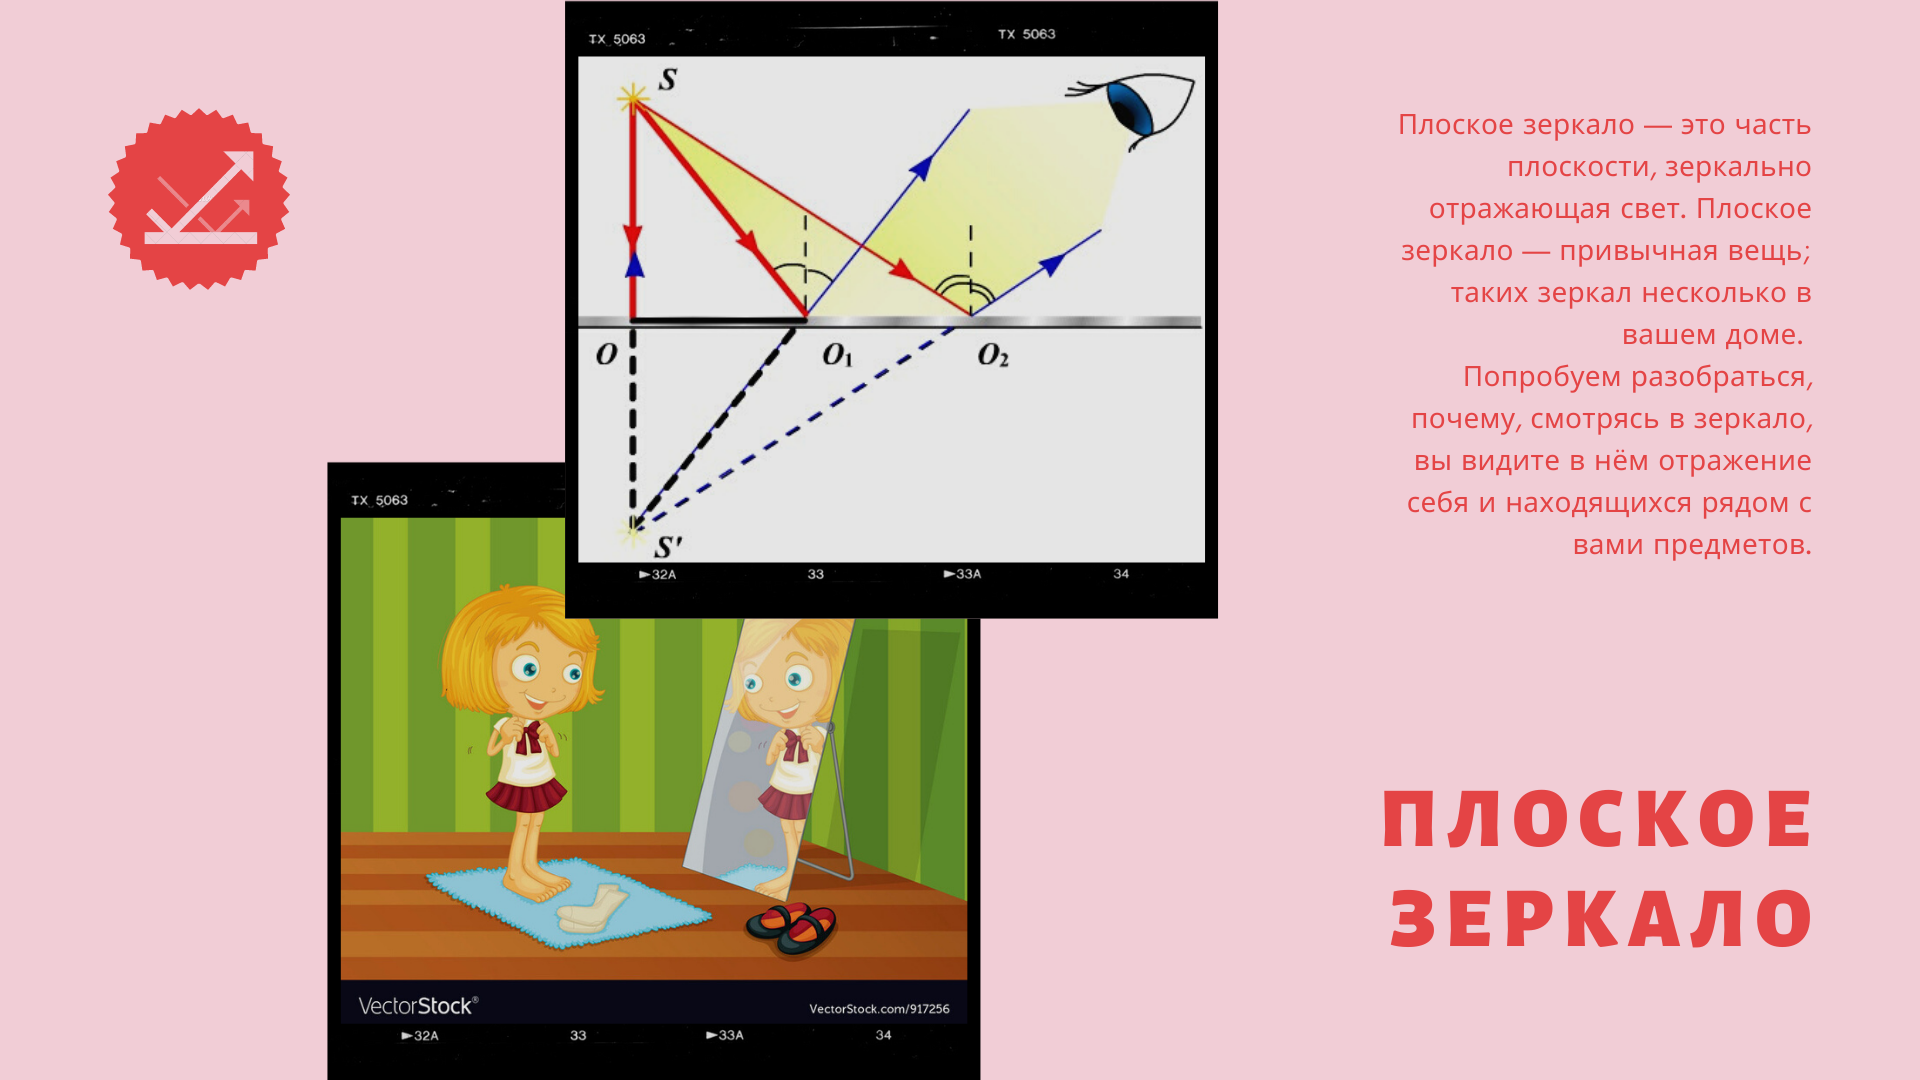 TX 5063
TX 5063
S
O
O₁
O₂
S'
►32A
33
►33A
34
TX 5063
VectorStock®
VectorStock.com/917256
►32A
33
►33A
34
Плоское зеркало — это часть
плоскости, зеркально
отражающая свет. Плоское
зеркало — привычная вещь;
таких зеркал несколько в
вашем доме.
Попробуем разобраться,
почему, смотрясь в зеркало,
вы видите в нём отражение
себя и находящихся рядом с
вами предметов.
ПЛОСКОЕ
ЗЕРКАЛО